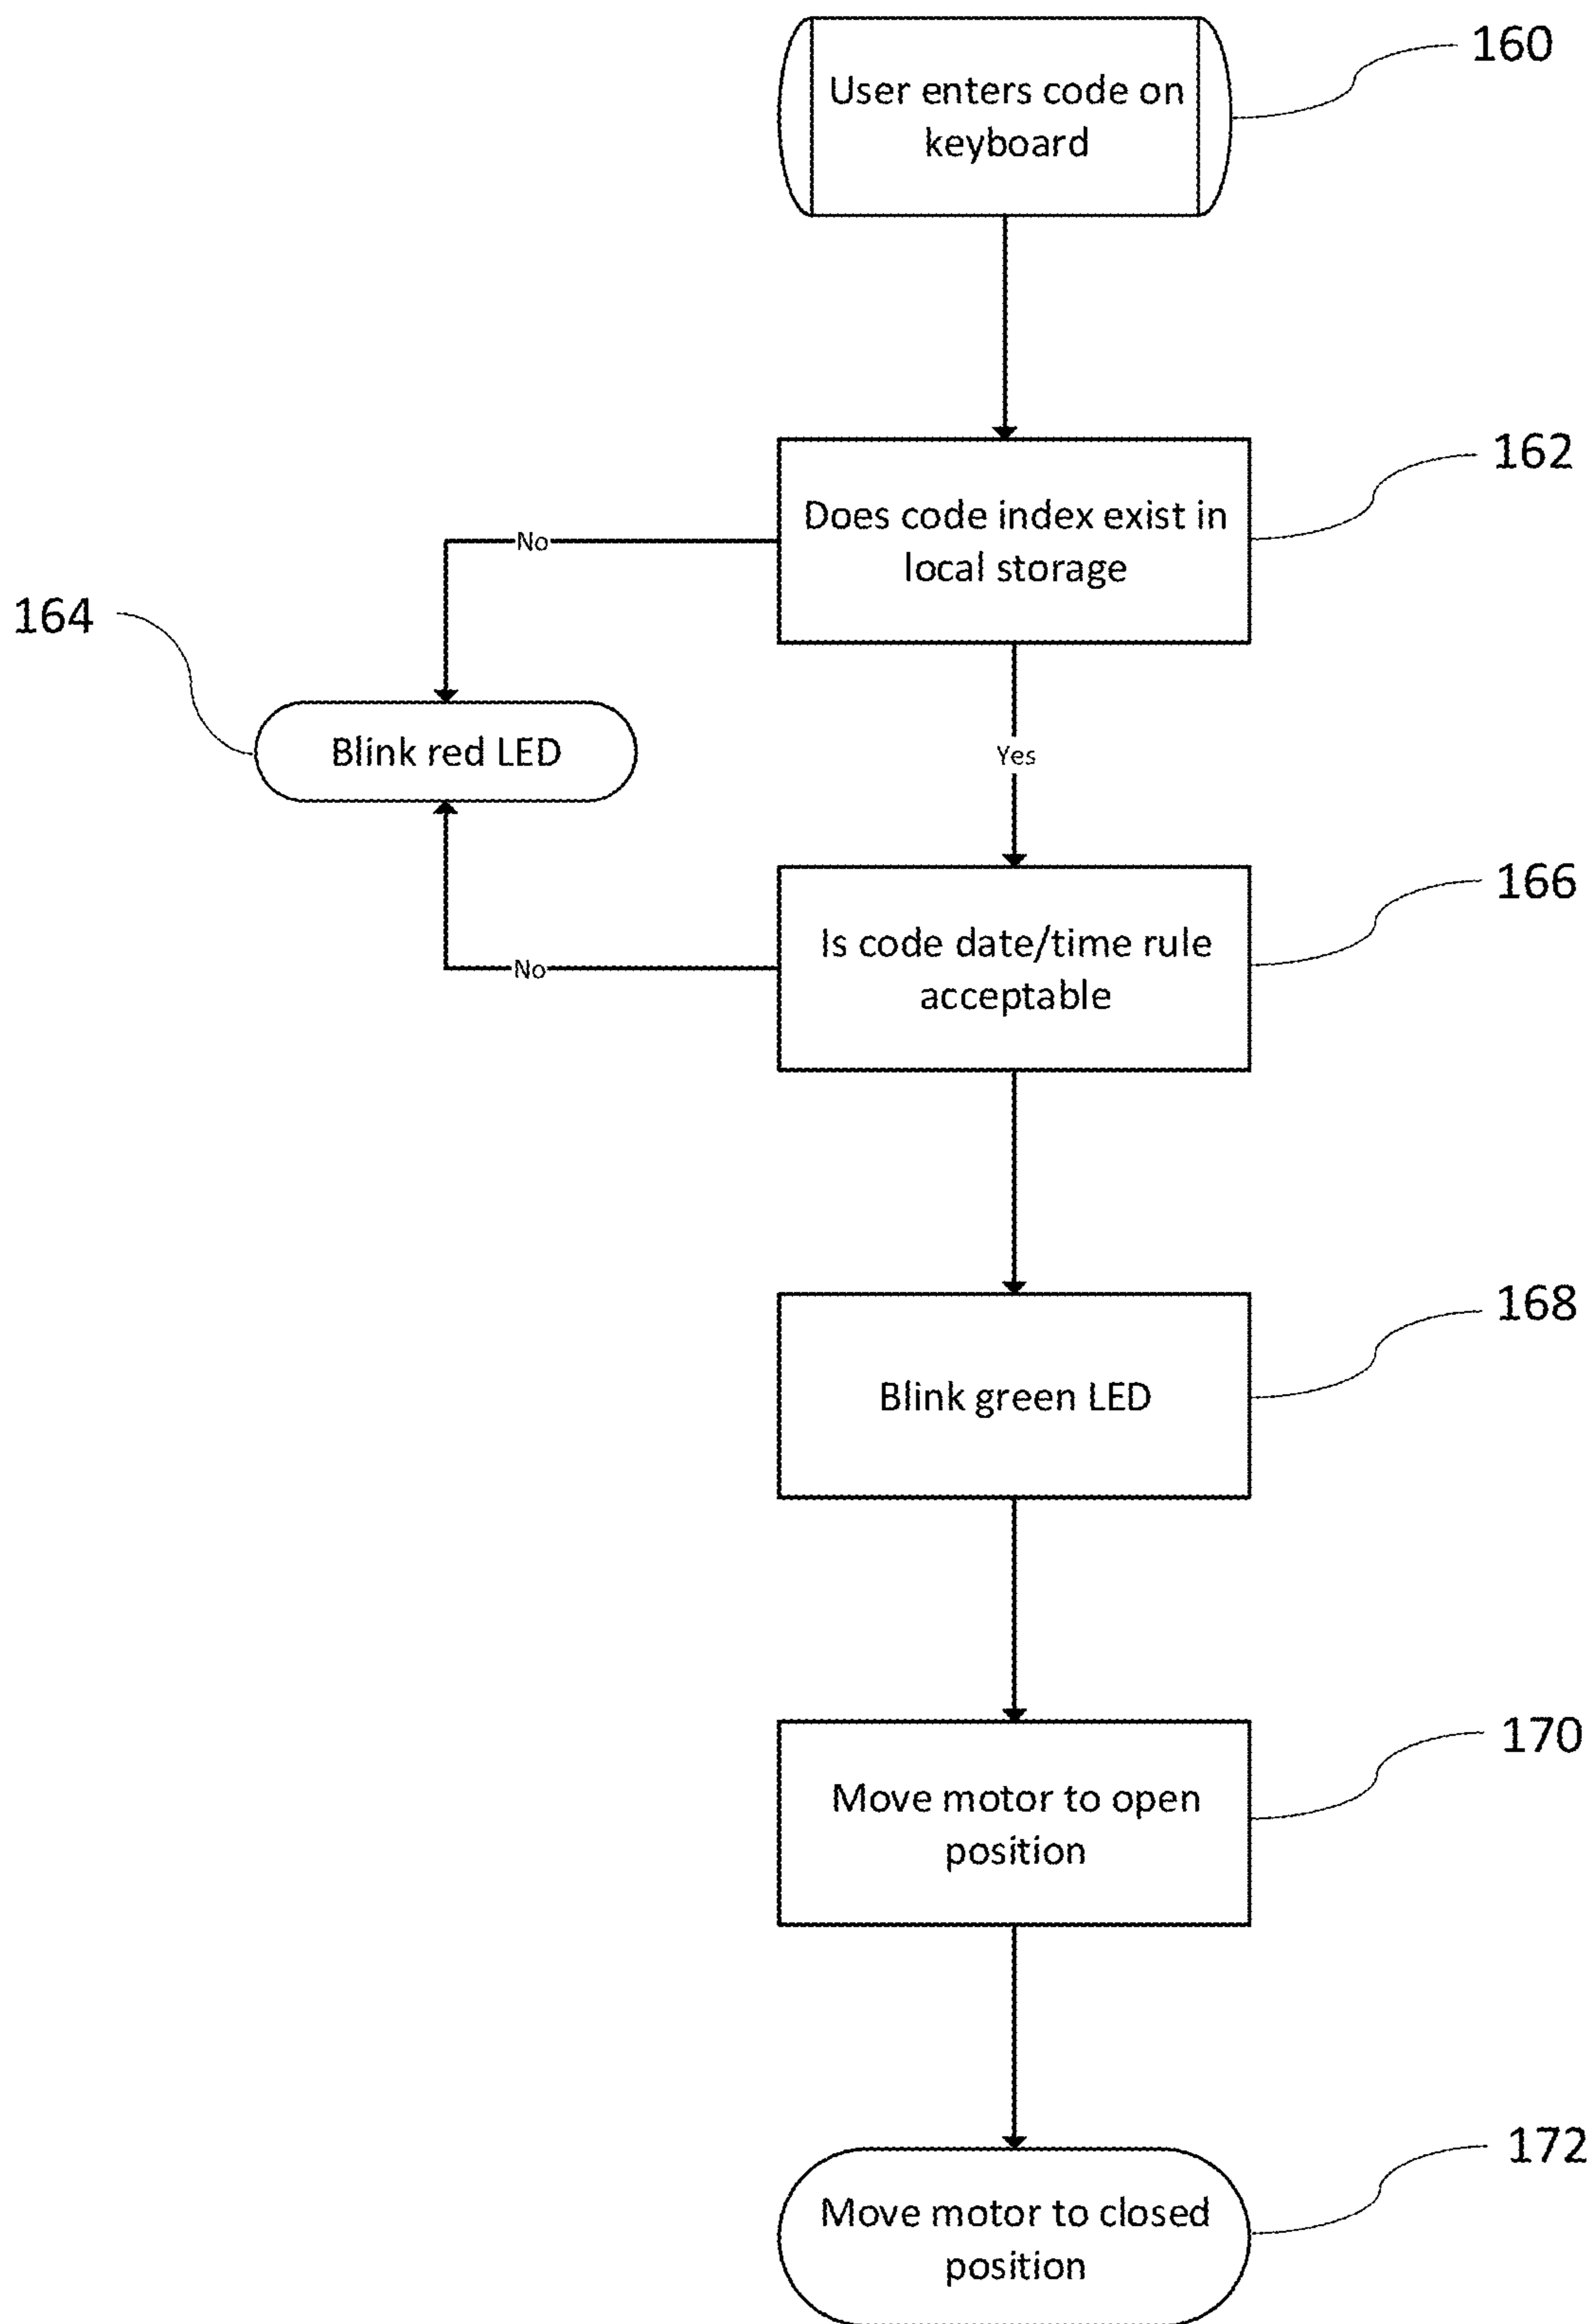 User enters code on
keyboard
160
Does code index exist in
local storage
162
No
164
Blink red LED
Yes
Is code date/time rule
acceptable
166
No
Blink green LED
168
Move motor to open
position
170
Move motor to closed
position
172